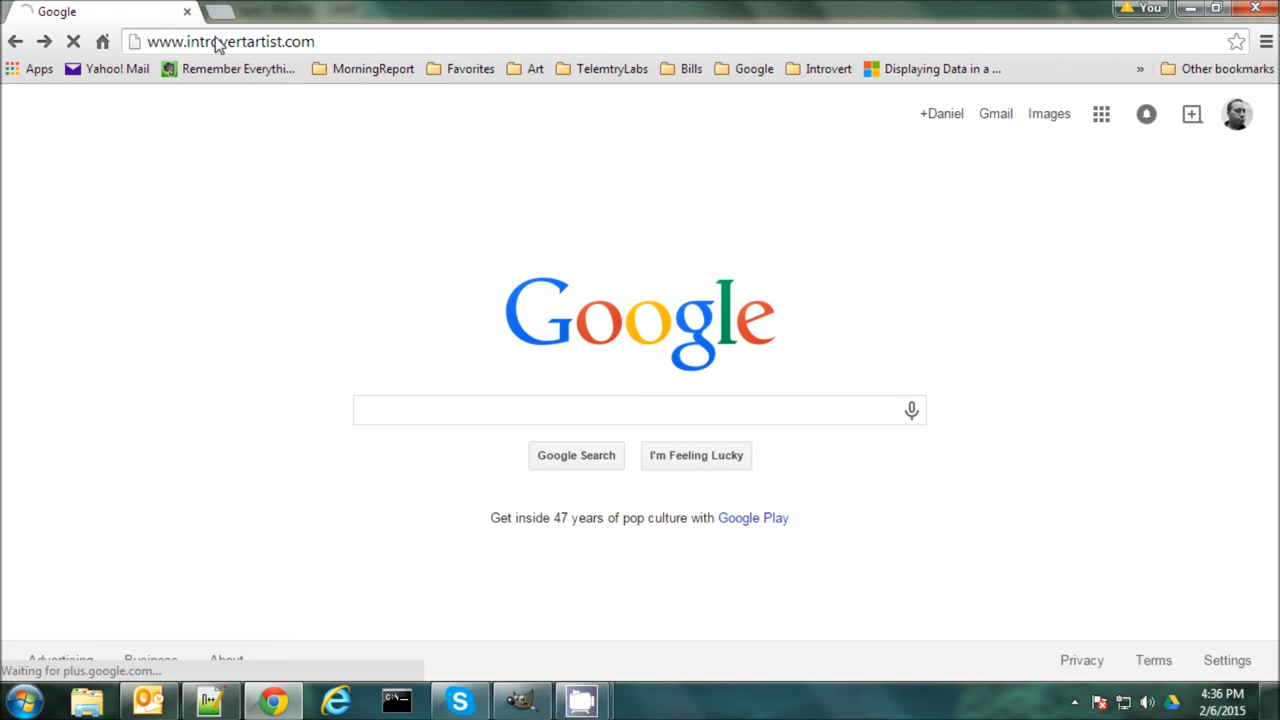 Google
You
www.introvertartist.com
Apps Yahoo! Mail Remember Everythi... MorningReport Favorites Art TelemtryLabs Bills Google Introvert Displaying Data in a ... » Other bookmarks
+Daniel Gmail Images
Google
Google Search I'm Feeling Lucky
Get inside 47 years of pop culture with Google Play
Advertising Business About Privacy Terms Settings
Waiting for plus.google.com...
4:36 PM
2/6/2015